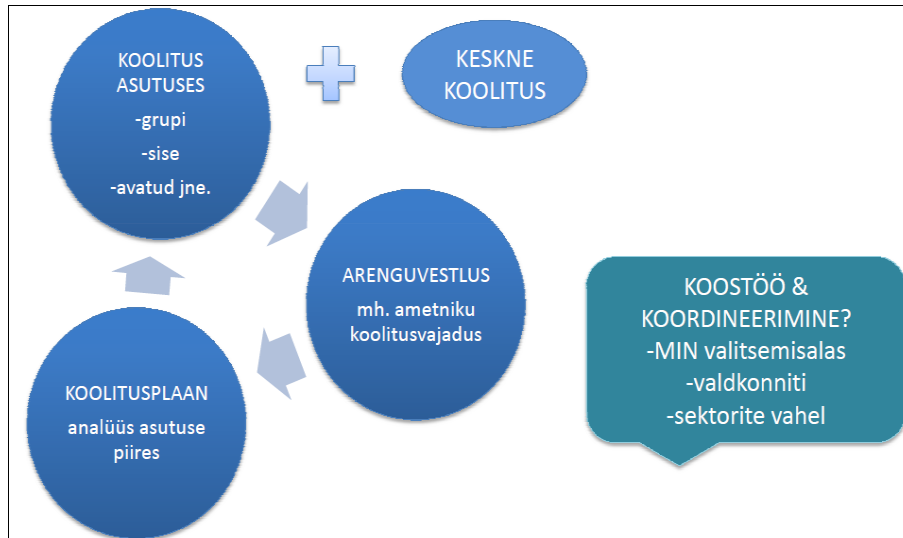 KOOLITUS
ASUTUSES
-grupi
-sise
-avatud jne.
KESKNE
KOOLITUS
ARENGUVESTLUS
mh. ametniku
koolitusvajadus
KOOLITUSPLAAN
analüüs asutuse
piires
KOOSTÖÖ &
KOORDINEERIMINE?
-MIN valitsemisalas
-valdkonniti
-sektorite vahel